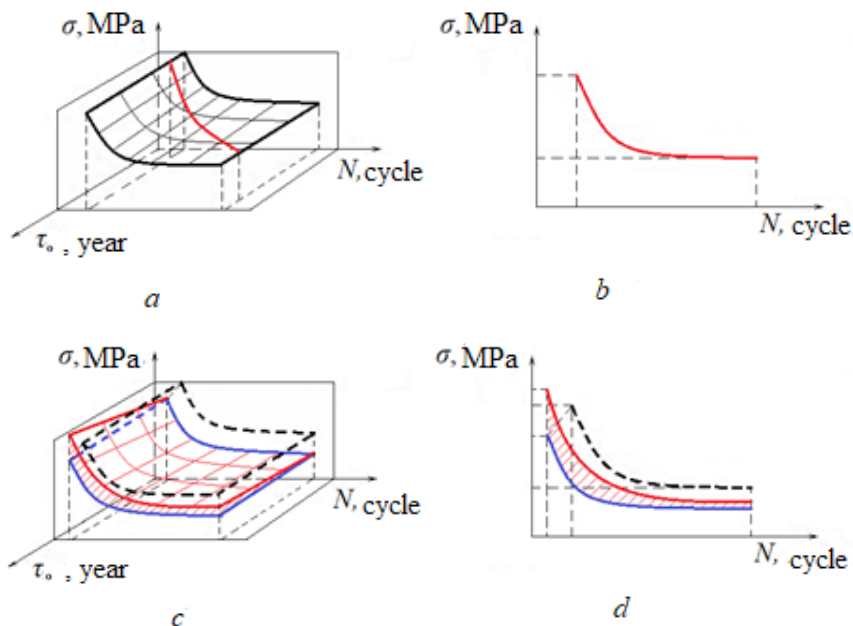 σ, MPa
N, cycle
τₒ , year
a
σ, MPa
N, cycle
b
σ, MPa
N, cycle
τₒ , year
c
σ, MPa
N, cycle
d